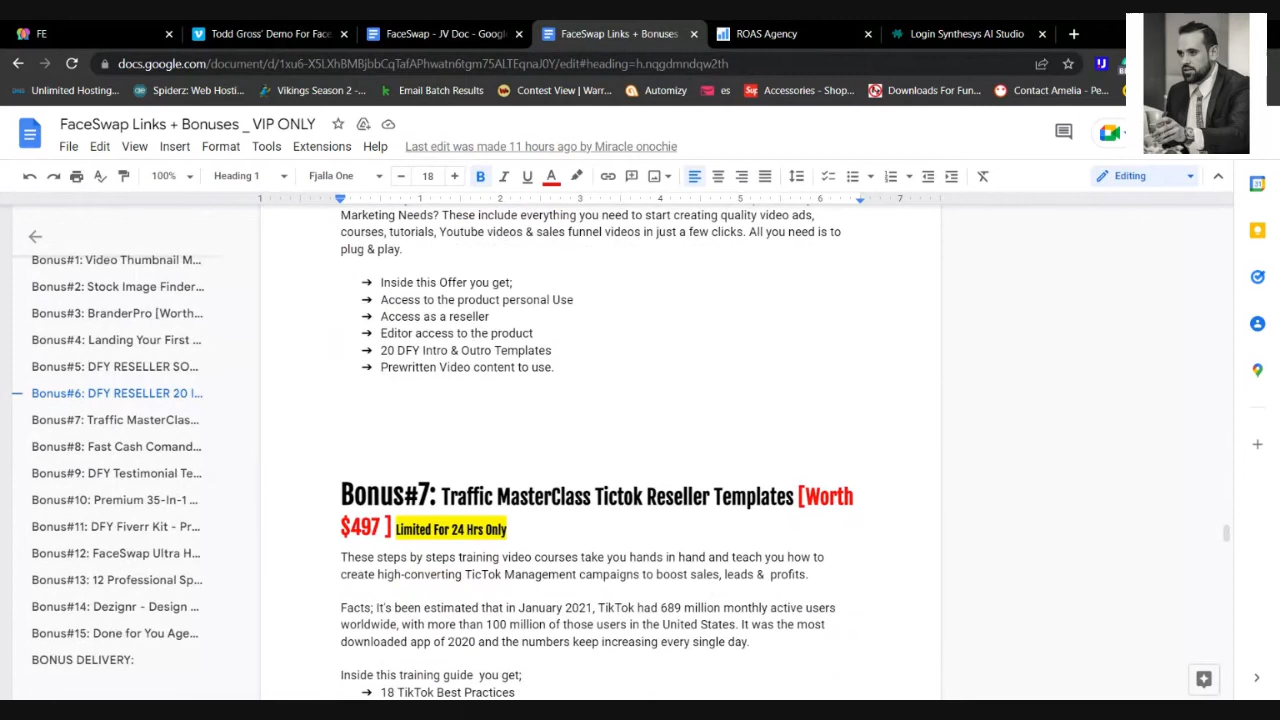 FE
Todd Gross' Demo For Face
FaceSwap - JV Doc - Google
FaceSwap Links + Bonuses
ROAS Agency
Login Synthesys AI Studio
docs.google.com/document/d/1xu6-X5LXhBMBjbbCqTafAPhwatn6tgm75ALTEqnaJ0Y/edit#heading=h.nqgdmndqw2th
Unlimited Hosting...
Spiderz: Web Hosti...
Vikings Season 2 -...
Email Batch Results
Contest View | Warr...
Automizy
es
Accessories - Shop...
Downloads For Fun...
Contact Amelia - Pe...
FaceSwap Links + Bonuses _ VIP ONLY
File Edit View Insert Format Tools Extensions Help
Last edit was made 11 hours ago by Miracle onochie
100% Heading 1 Fjalla One 18 Editing
1 1 2 3 4 5 6 7
Bonus#1: Video Thumbnail M...
Bonus#2: Stock Image Finder...
Bonus#3: BranderPro [Worth...
Bonus#4: Landing Your First ...
Bonus#5: DFY RESELLER SO...
Bonus#6: DFY RESELLER 20 I...
Bonus#7: Traffic MasterClas...
Bonus#8: Fast Cash Comand...
Bonus#9: DFY Testimonial Te...
Bonus#10: Premium 35-In-1 ...
Bonus#11: DFY Fiverr Kit - Pr...
Bonus#12: FaceSwap Ultra H...
Bonus#13: 12 Professional Sp...
Bonus#14: Dezignr - Design ...
Bonus#15: Done for You Age...
BONUS DELIVERY:
Marketing Needs? These include everything you need to start creating quality video ads,
courses, tutorials, Youtube videos & sales funnel videos in just a few clicks. All you need is to
plug & play.
➔ Inside this Offer you get;
➔ Access to the product personal Use
➔ Access as a reseller
➔ Editor access to the product
➔ 20 DFY Intro & Outro Templates
➔ Prewritten Video content to use.
Bonus#7: Traffic MasterClass Tictok Reseller Templates [Worth
$497 ] Limited For 24 Hrs Only
These steps by steps training video courses take you hands in hand and teach you how to
create high-converting TicTok Management campaigns to boost sales, leads & profits.
Facts; It's been estimated that in January 2021, TikTok had 689 million monthly active users
worldwide, with more than 100 million of those users in the United States. It was the most
downloaded app of 2020 and the numbers keep increasing every single day.
Inside this training guide you get;
➔ 18 TikTok Best Practices